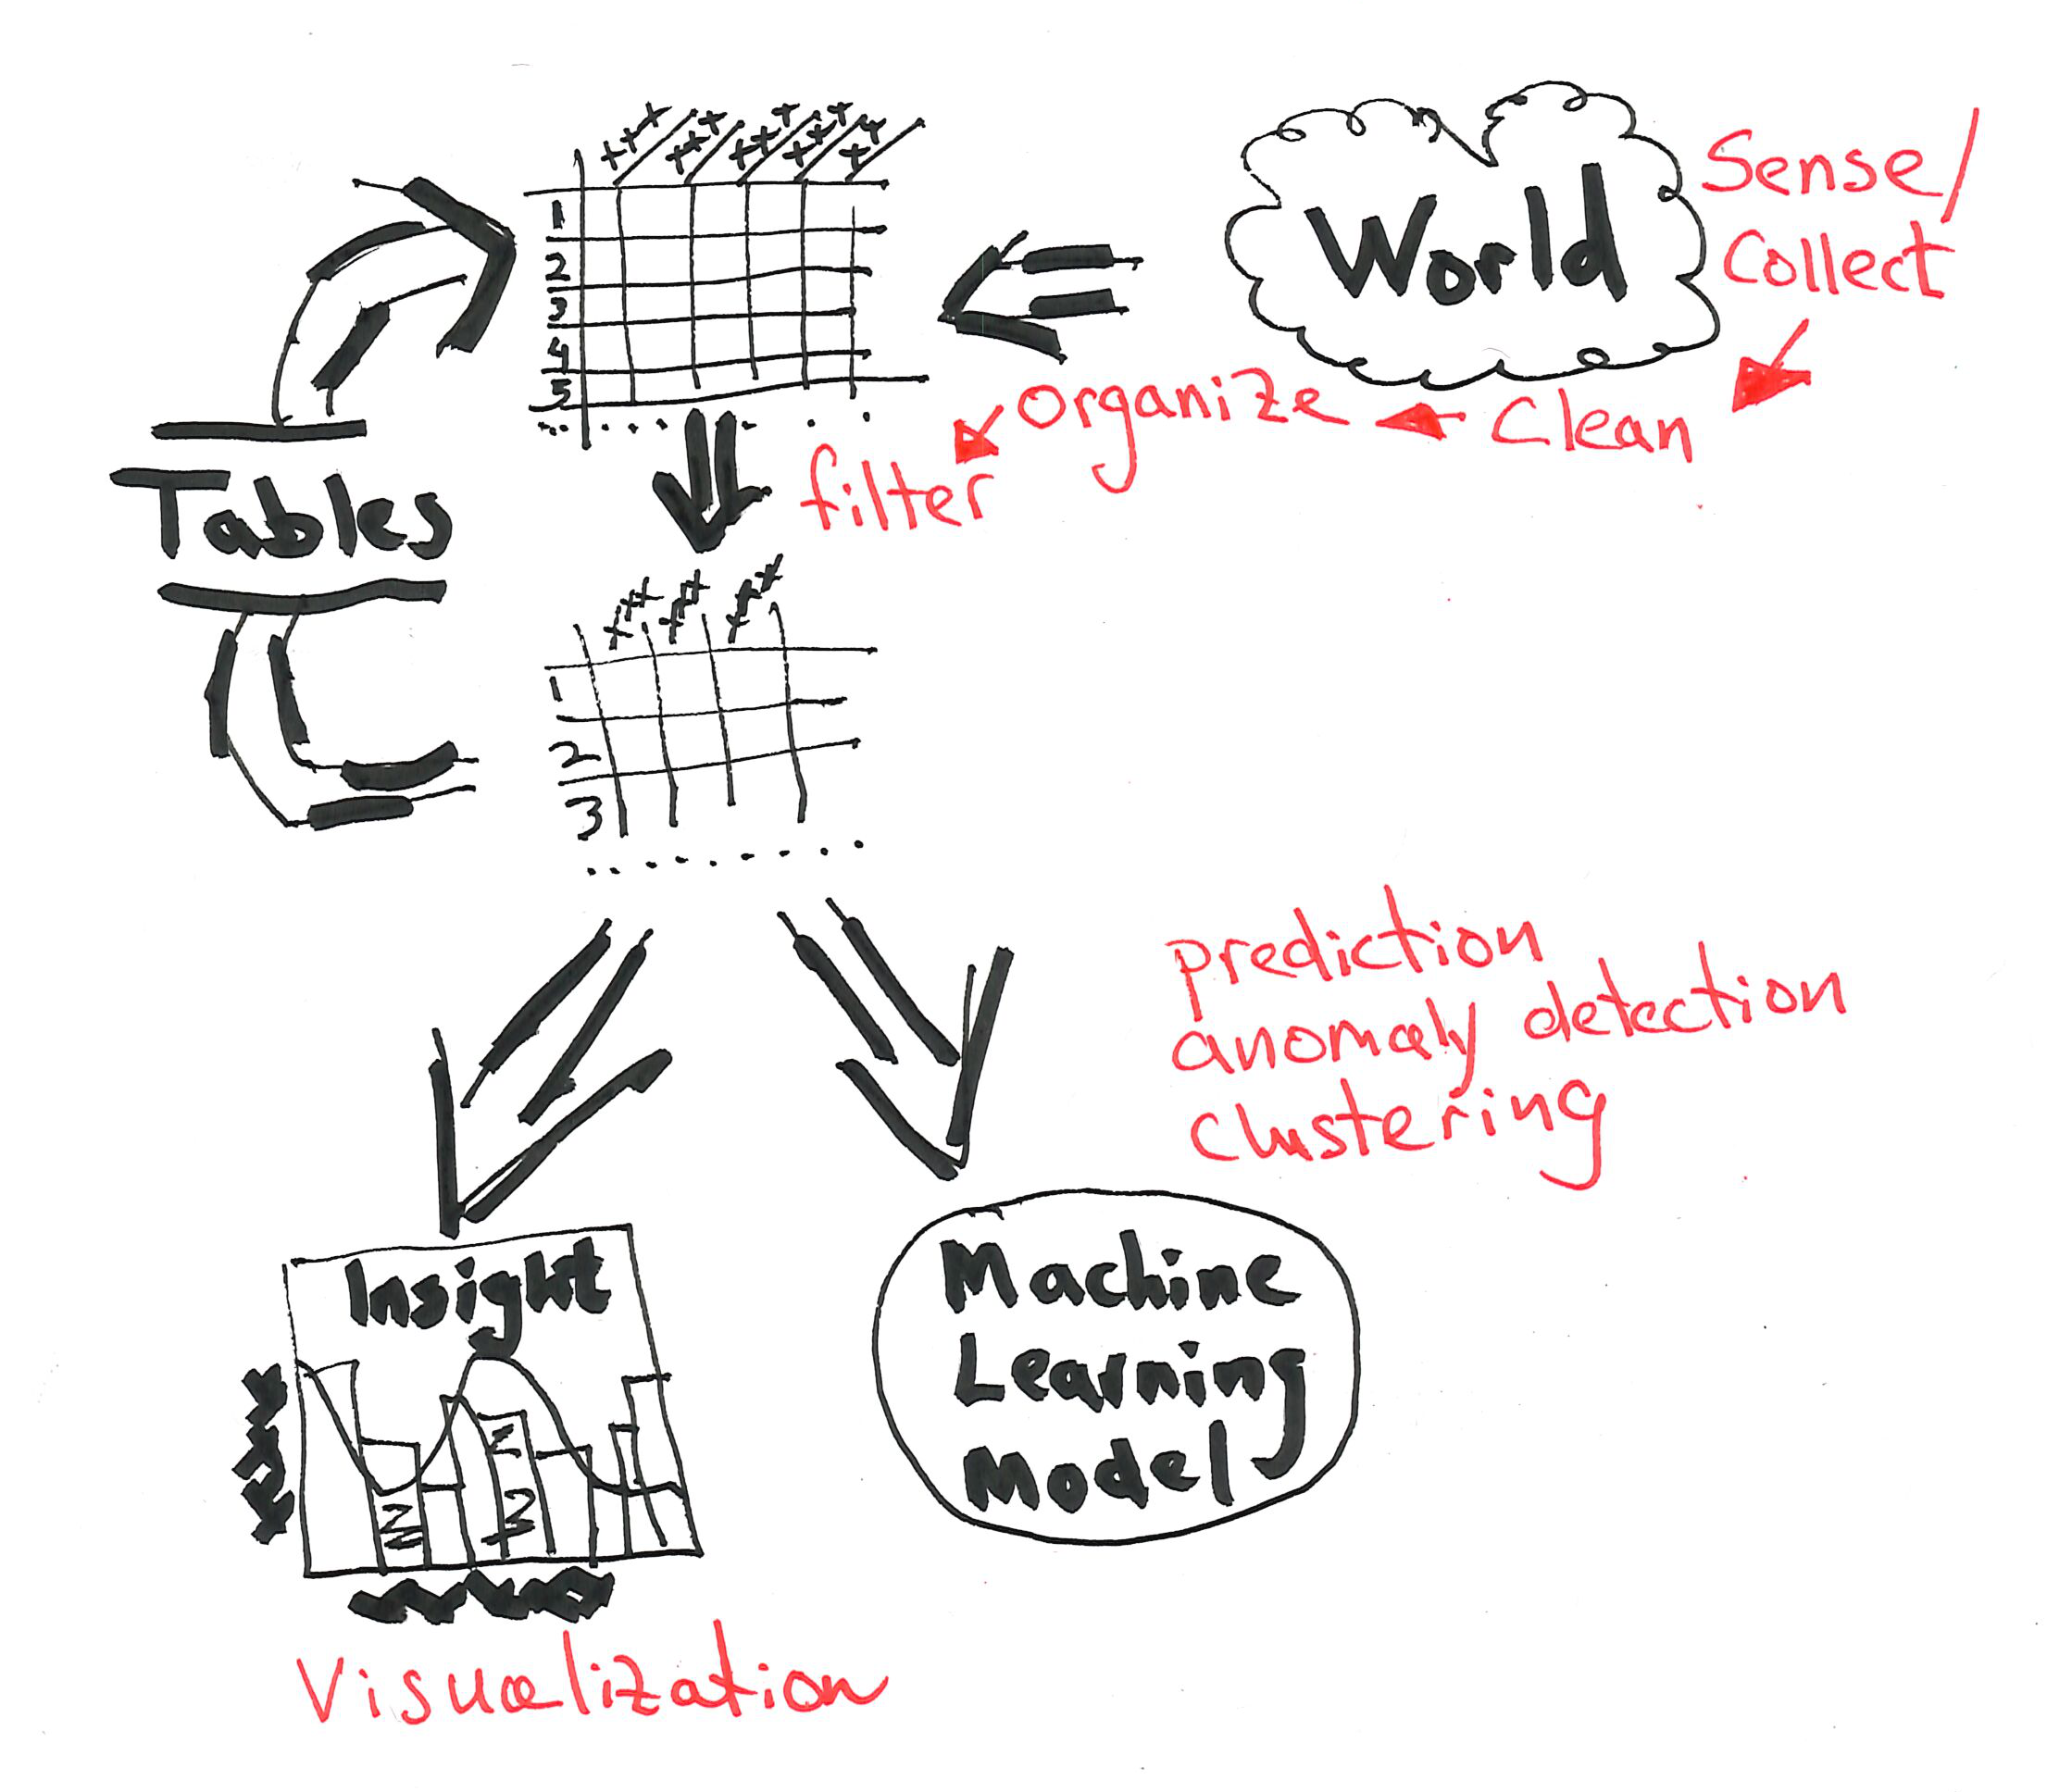 World
Sense/
Collect
Clean
Organize
filter
1
2
3
4
5
Tables
1
2
3
prediction
anomaly detection
clustering
Insight
Machine
Learning
Model
Visualization